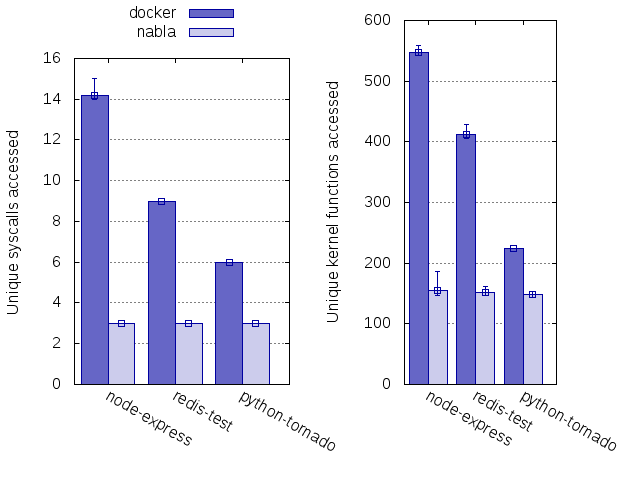 docker
nabla
Unique syscalls accessed
16
14
12
10
8
6
4
2
0
node-express
redis-test
python-tornado
Unique kernel functions accessed
600
500
400
300
200
100
0
node-express
redis-test
python-tornado